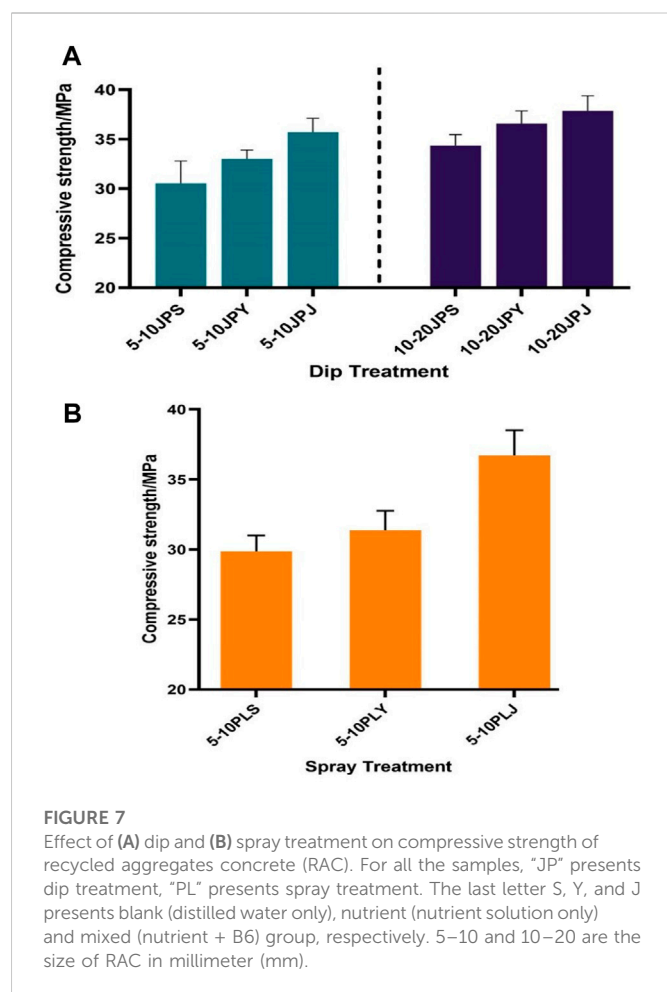 A
Compressive strength/MPa
40
35
30
25
20
5-10JPS
5-10JPY
5-10JPJ
10-20JPS
10-20JPY
10-20JPJ
Dip Treatment
B
Compressive strength/MPa
40
35
30
25
20
5-10PLS
5-10PLY
5-10PLJ
Spray Treatment
FIGURE 7
Effect of (A) dip and (B) spray treatment on compressive strength of
recycled aggregates concrete (RAC). For all the samples, “JP” presents
dip treatment, “PL” presents spray treatment. The last letter S, Y, and J
presents blank (distilled water only), nutrient (nutrient solution only)
and mixed (nutrient + B6) group, respectively. 5–10 and 10–20 are the
size of RAC in millimeter (mm).